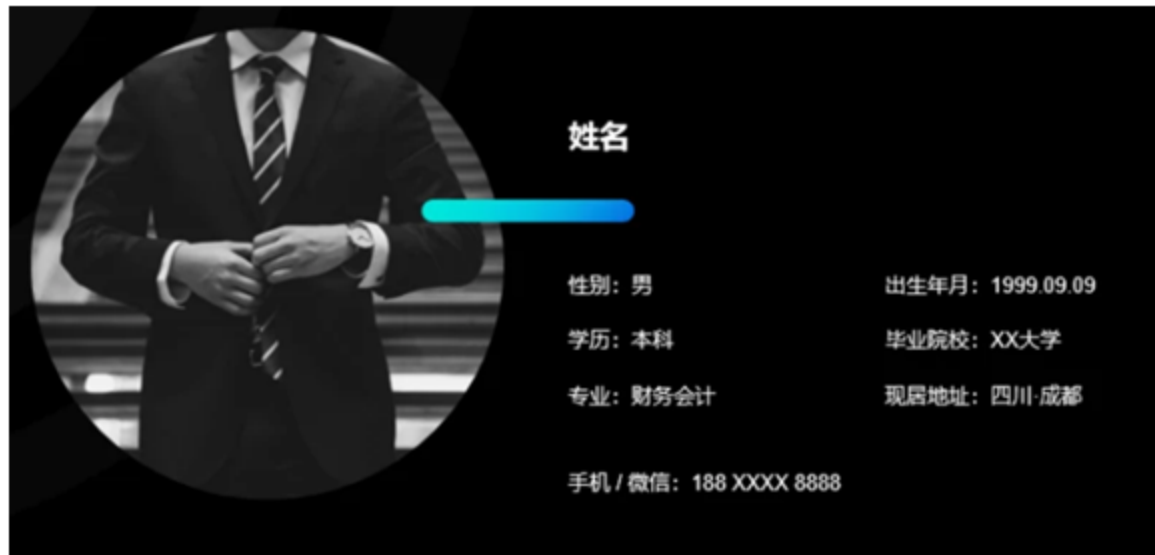 姓名
性别：男 出生年月：1999.09.09
学历：本科 毕业院校：XX大学
专业：财务会计 现居地址：四川·成都
手机 / 微信：188 XXXX 8888